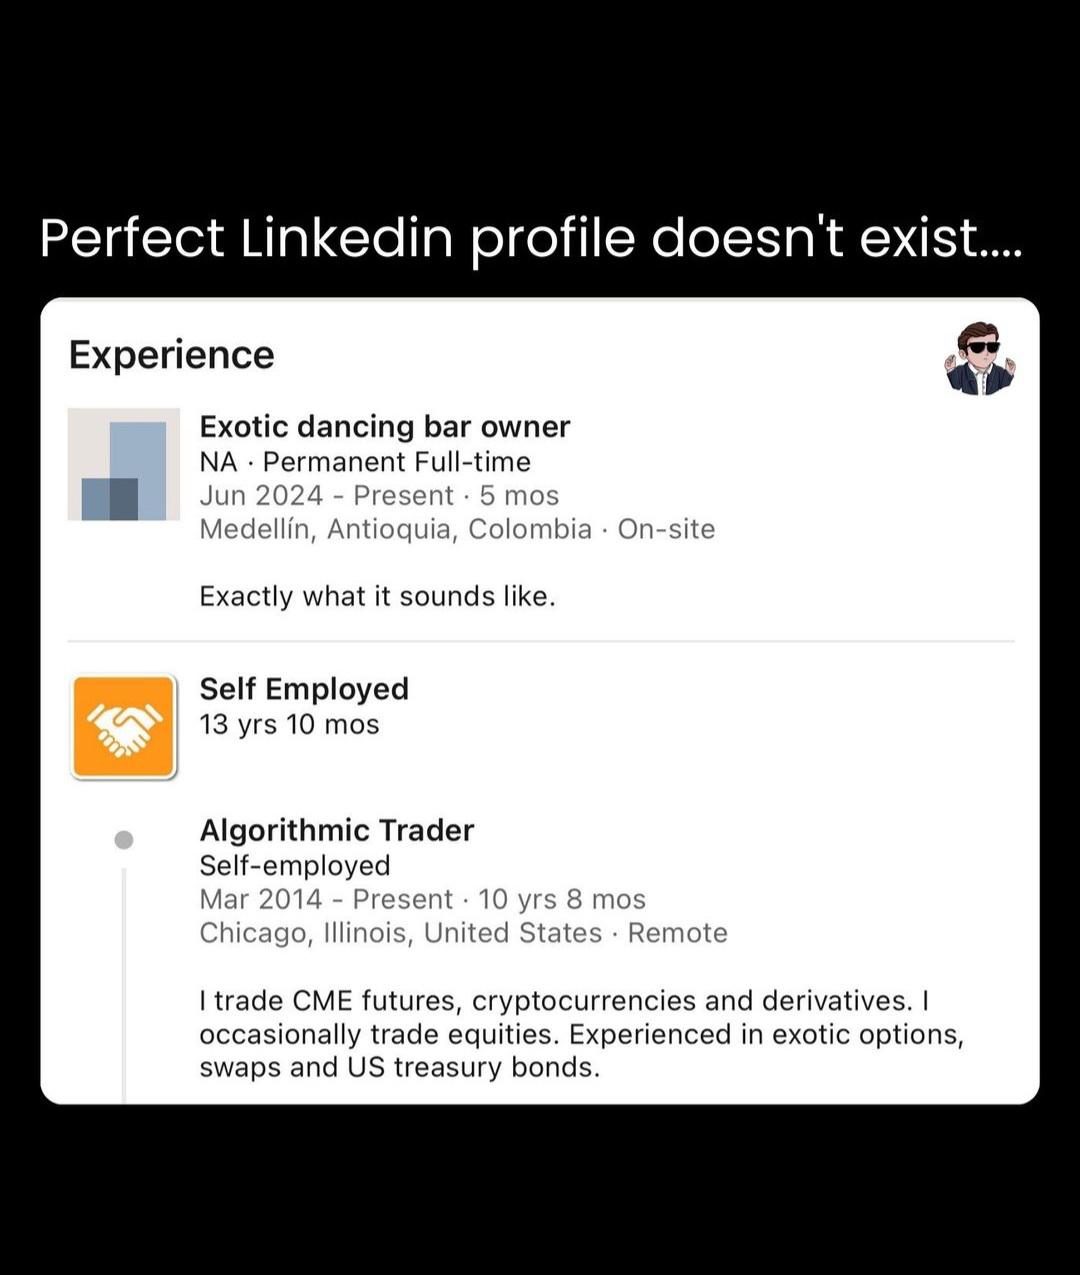 Perfect Linkedin profile doesn't exist....
Experience
Exotic dancing bar owner
NA · Permanent Full-time
Jun 2024 - Present · 5 mos
Medellín, Antioquia, Colombia · On-site
Exactly what it sounds like.
Self Employed
13 yrs 10 mos
Algorithmic Trader
Self-employed
Mar 2014 - Present · 10 yrs 8 mos
Chicago, Illinois, United States · Remote
I trade CME futures, cryptocurrencies and derivatives. I
occasionally trade equities. Experienced in exotic options,
swaps and US treasury bonds.